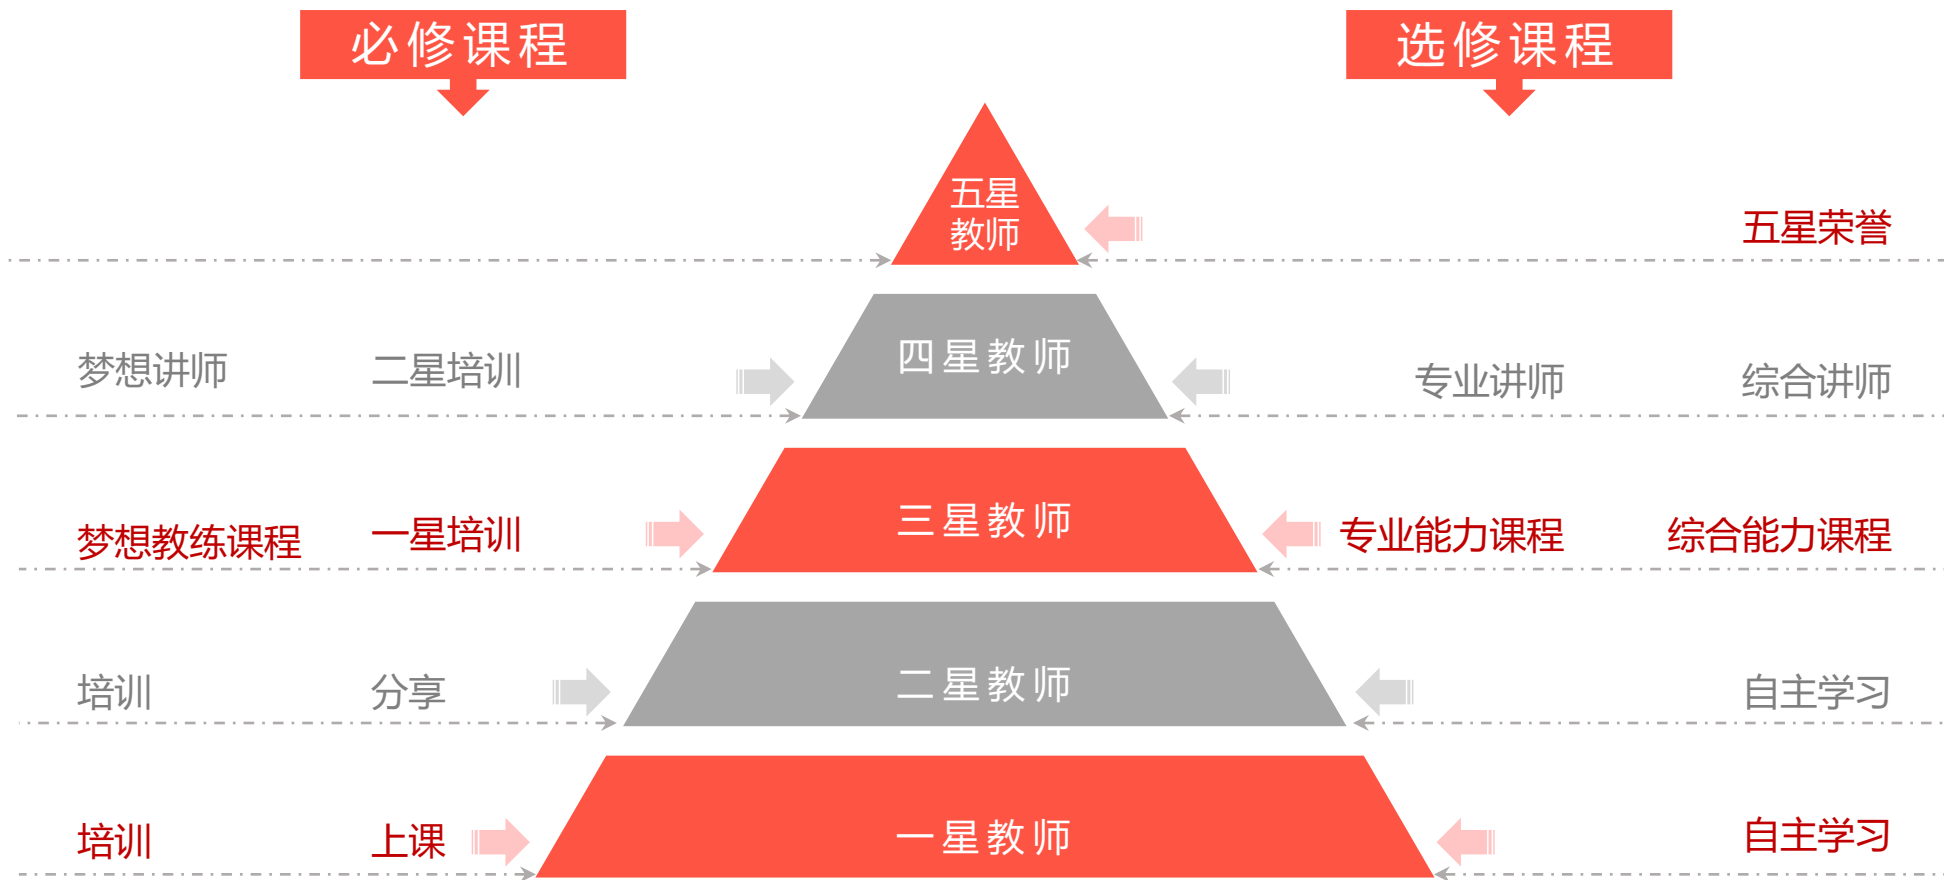 必修课程
选修课程
五星
教师
五星荣誉
梦想讲师
二星培训
四星教师
专业讲师
综合讲师
梦想教练课程
一星培训
三星教师
专业能力课程
综合能力课程
培训
分享
二星教师
自主学习
培训
上课
一星教师
自主学习